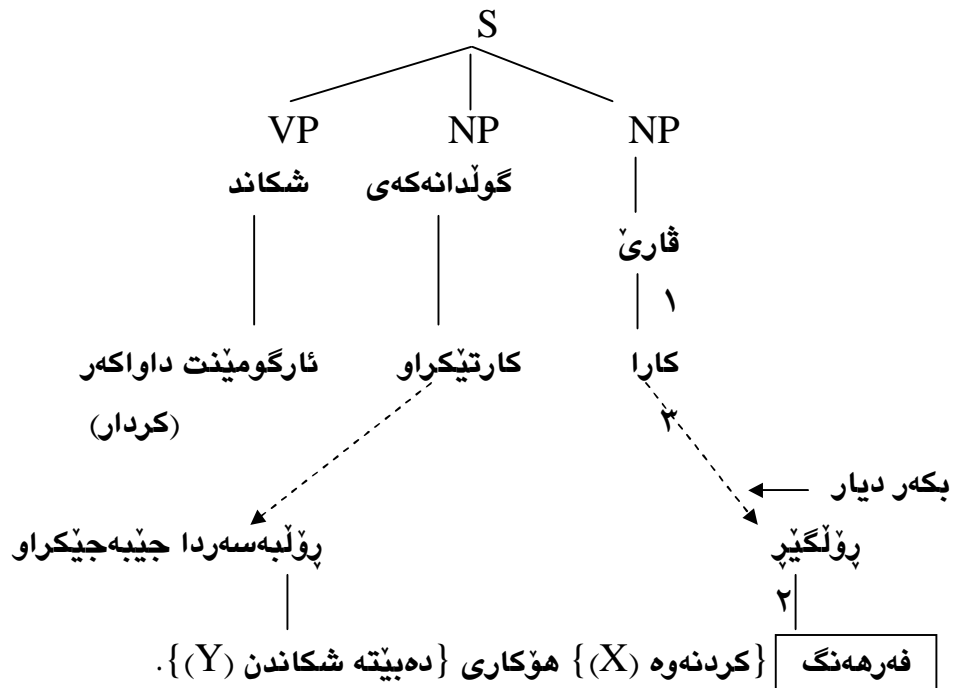 S
NP NP VP
گوڵدانەکەی شکاند
ڤارێ
١
کارا کارتێکراو ئارگومێنت داواکەر
٣ (کردار)
بکەر دیار
ڕۆڵگێڕ ڕۆڵبەسەردا جێبەجێکراو
٢
فەرهەنگ {کردنەوە (X)} هۆکاری {دەبێتە شکاندن (Y)}.